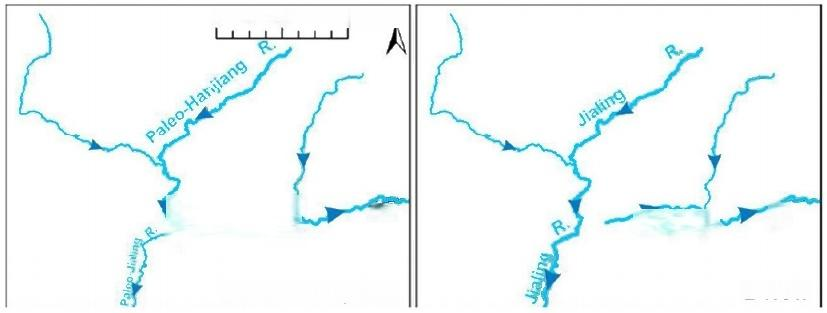 Paleo-Hanjiang R.
Paleo-Jialing R.
Jialing R.
Jialing R.